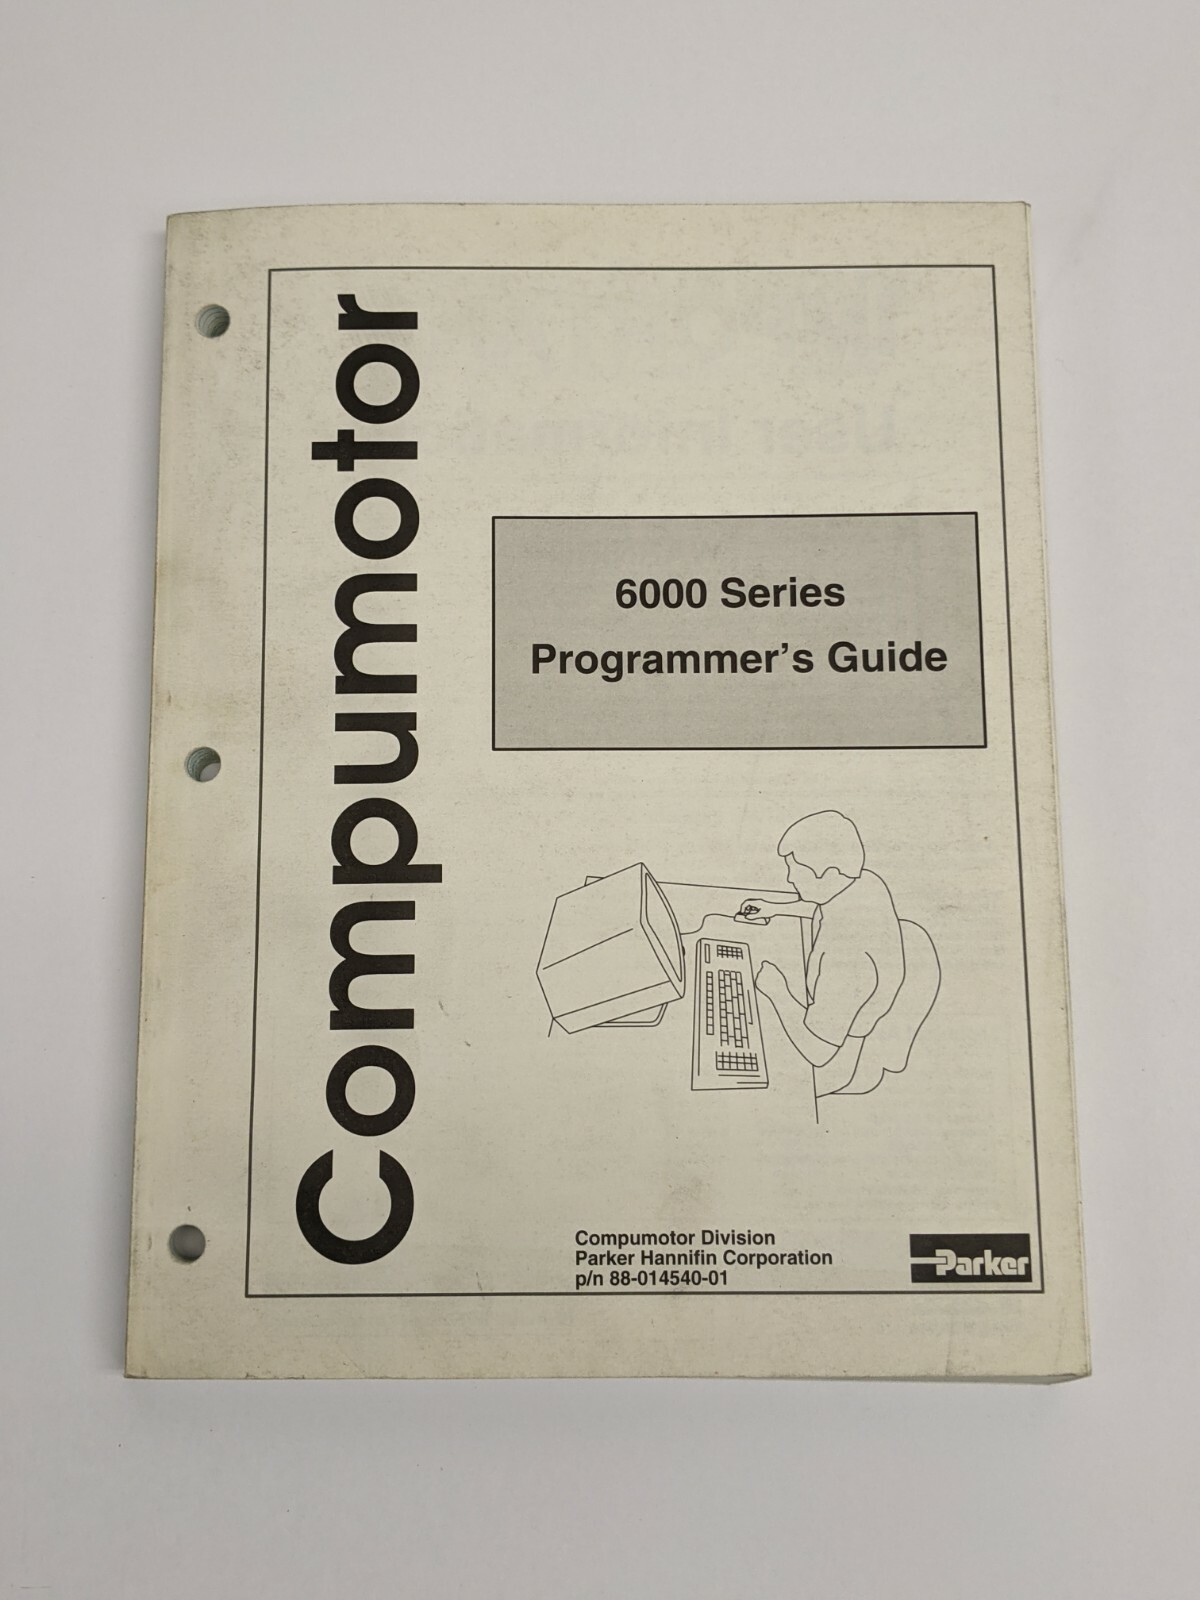 Compumotor
6000 Series
Programmer's Guide
Compumotor Division
Parker Hannifin Corporation
p/n 88-014540-01
Parker